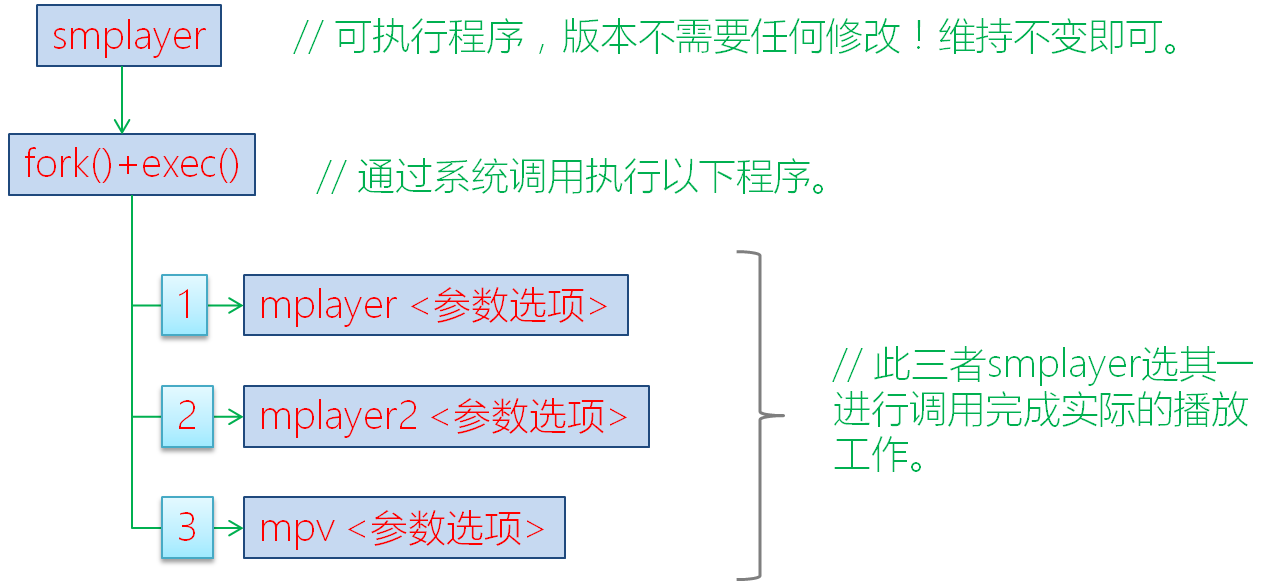 smplayer
// 可执行程序，版本不需要任何修改！维持不变即可。
fork()+exec()
// 通过系统调用执行以下程序。
1
mplayer <参数选项>
2
mplayer2 <参数选项>
3
mpv <参数选项>
// 此三者smplayer选其一
进行调用完成实际的播放
工作。